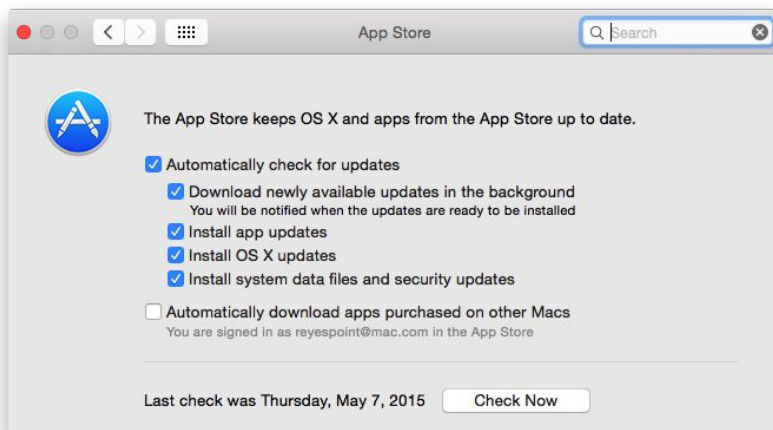 App Store
Search
The App Store keeps OS X and apps from the App Store up to date.
Automatically check for updates
Download newly available updates in the background
You will be notified when the updates are ready to be installed
Install app updates
Install OS X updates
Install system data files and security updates
Automatically download apps purchased on other Macs
You are signed in as reyespoint@mac.com in the App Store
Last check was Thursday, May 7, 2015 Check Now